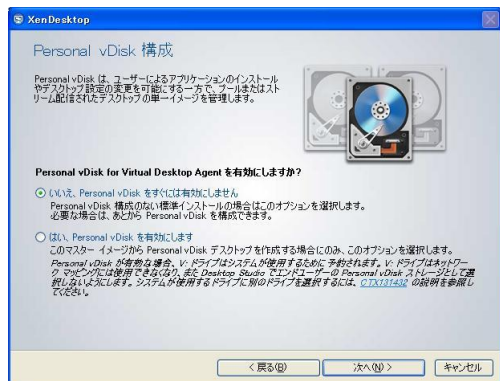 XenDesktop
Personal vDisk 構成
Personal vDisk は、ユーザーによるアプリケーションのインストール
やデスクトップ設定の変更を可能にする一方で、プールまたはスト
リーム配信されたデスクトップの単一イメージを管理します。
Personal vDisk for Virtual Desktop Agent を有効にしますか?
いいえ、Personal vDisk をすぐには有効にしません
Personal vDisk 構成のない標準インストールの場合はこのオプションを選択します。
必要な場合は、あとから Personal vDisk を構成できます。
はい、Personal vDisk を有効にします
このマスター イメージから Personal vDisk デスクトップを作成する場合にのみ、このオプションを選択します。
Personal vDisk が有効な場合、V: ドライブはシステムが使用するために予約されます。V: ドライブはネットワー
ク マッピングには使用できなくなり、また Desktop Studio でエンドユーザーの Personal vDisk ストレージとして選
択しないようにします。システムが使用するドライブに別のドライブを選択するには、CTX131432 の説明を参照し
てください。
< 戻る(B)
次へ(N) >
キャンセル